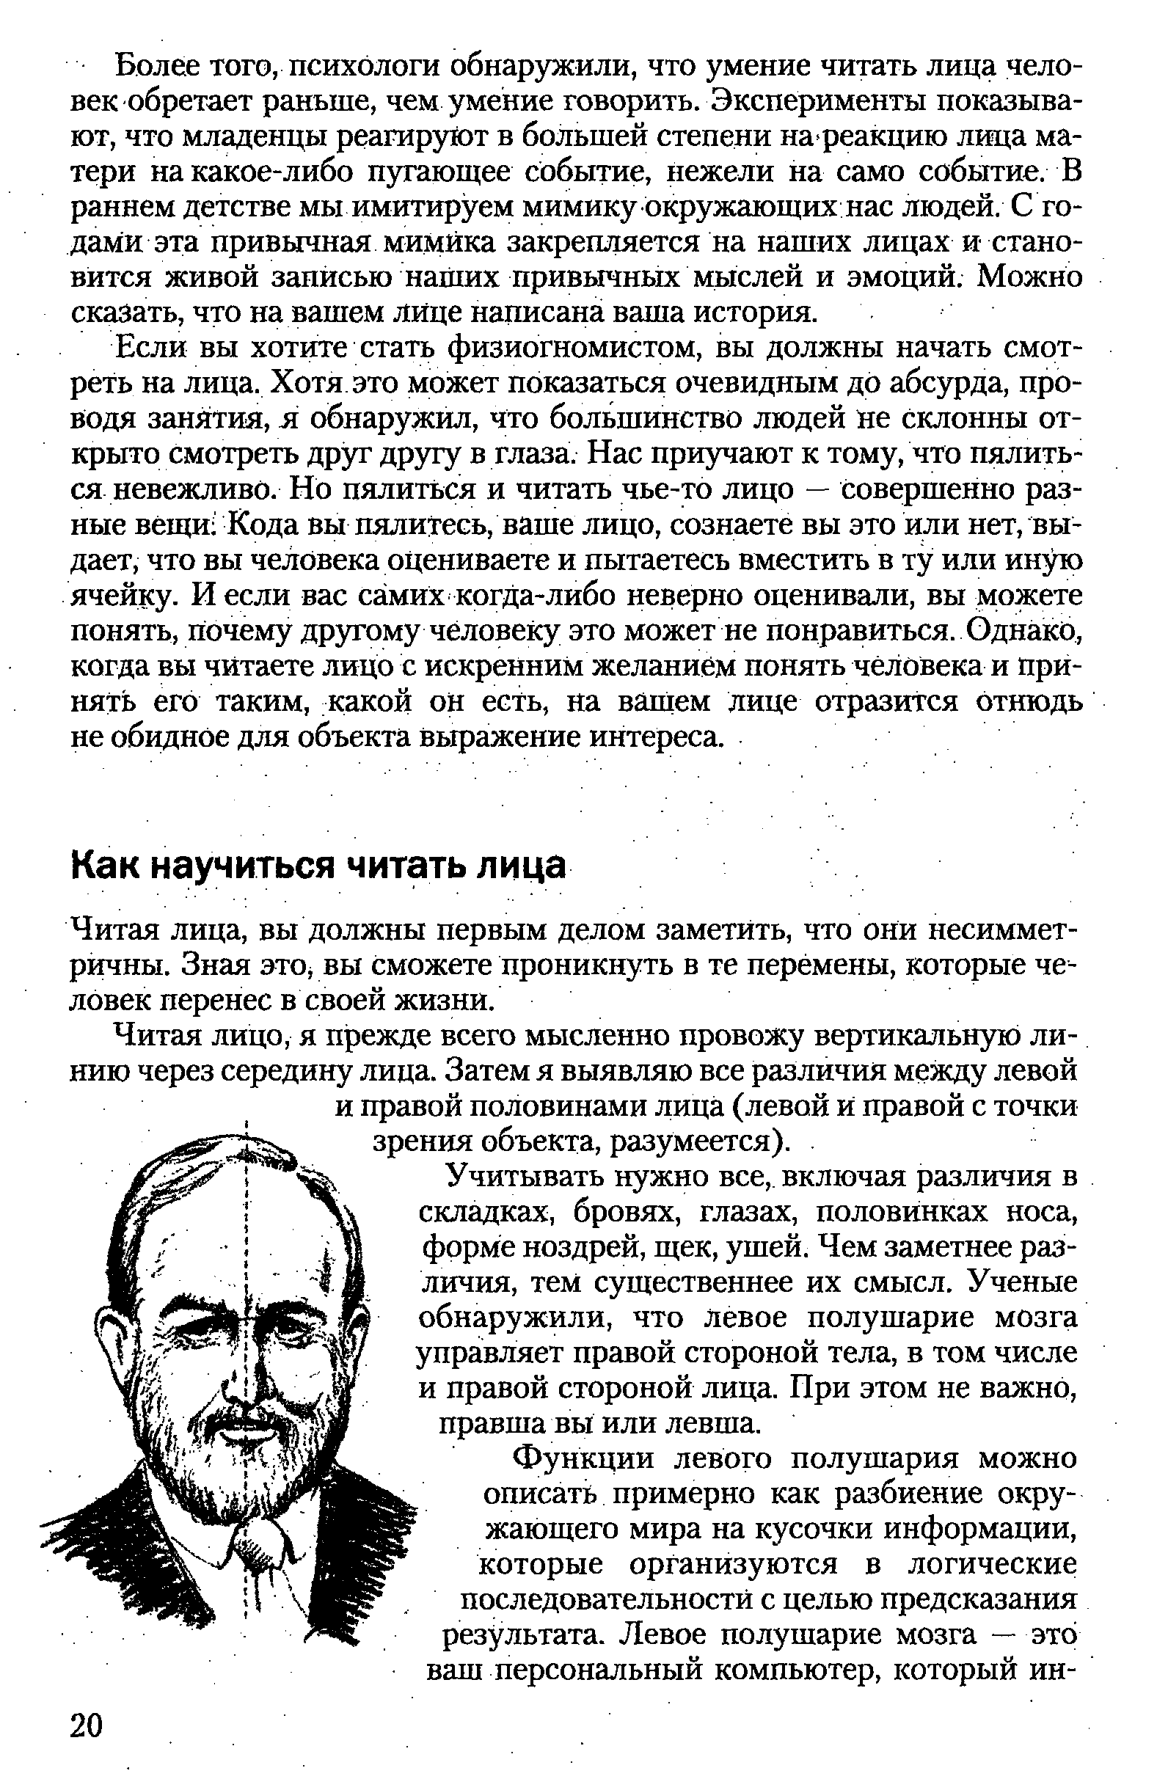 Более того, психологи обнаружили, что умение читать лица чело-
век обретает раньше, чем умение говорить. Эксперименты показыва-
ют, что младенцы реагируют в большей степени на реакцию лица ма-
тери на какое-либо пугающее событие, нежели на само событие. В
раннем детстве мы имитируем мимику окружающих нас людей. С го-
дами эта привычная мимика закрепляется на наших лицах и стано-
вится живой записью наших привычных мыслей и эмоций. Можно
сказать, что на вашем лице написана ваша история.
Если вы хотите стать физиогномистом, вы должны начать смот-
реть на лица. Хотя это может показаться очевидным до абсурда, про-
водя занятия, я обнаружил, что большинство людей не склонны от-
крыто смотреть друг другу в глаза. Нас приучают к тому, что пялить-
ся невежливо. Но пялиться и читать чье-то лицо — совершенно раз-
ные вещи. Кода вы пялитесь, ваше лицо, сознаете вы это или нет, вы-
дает, что вы человека оцениваете и пытаетесь вместить в ту или иную
ячейку. И если вас самих когда-либо неверно оценивали, вы можете
понять, почему другому человеку это может не понравиться. Однако,
когда вы читаете лицо с искренним желанием понять человека и при-
нять его таким, какой он есть, на вашем лице отразится отнюдь
не обидное для объекта выражение интереса.
Как научиться читать лица
Читая лица, вы должны первым делом заметить, что они несиммет-
ричны. Зная это, вы сможете проникнуть в те перемены, которые че-
ловек перенес в своей жизни.
Читая лицо, я прежде всего мысленно провожу вертикальную ли-
нию через середину лица. Затем я выявляю все различия между левой
и правой половинами лица (левой и правой с точки
зрения объекта, разумеется).
Учитывать нужно все, включая различия в
складках, бровях, глазах, половинках носа,
форме ноздрей, щек, ушей. Чем заметнее раз-
личия, тем существеннее их смысл. Ученые
обнаружили, что левое полушарие мозга
управляет правой стороной тела, в том числе
и правой стороной лица. При этом не важно,
правша вы или левша.
Функции левого полушария можно
описать примерно как разбиение окру-
жающего мира на кусочки информации,
которые организуются в логические
последовательности с целью предсказания
результата. Левое полушарие мозга — это
ваш персональный компьютер, который ин-
20